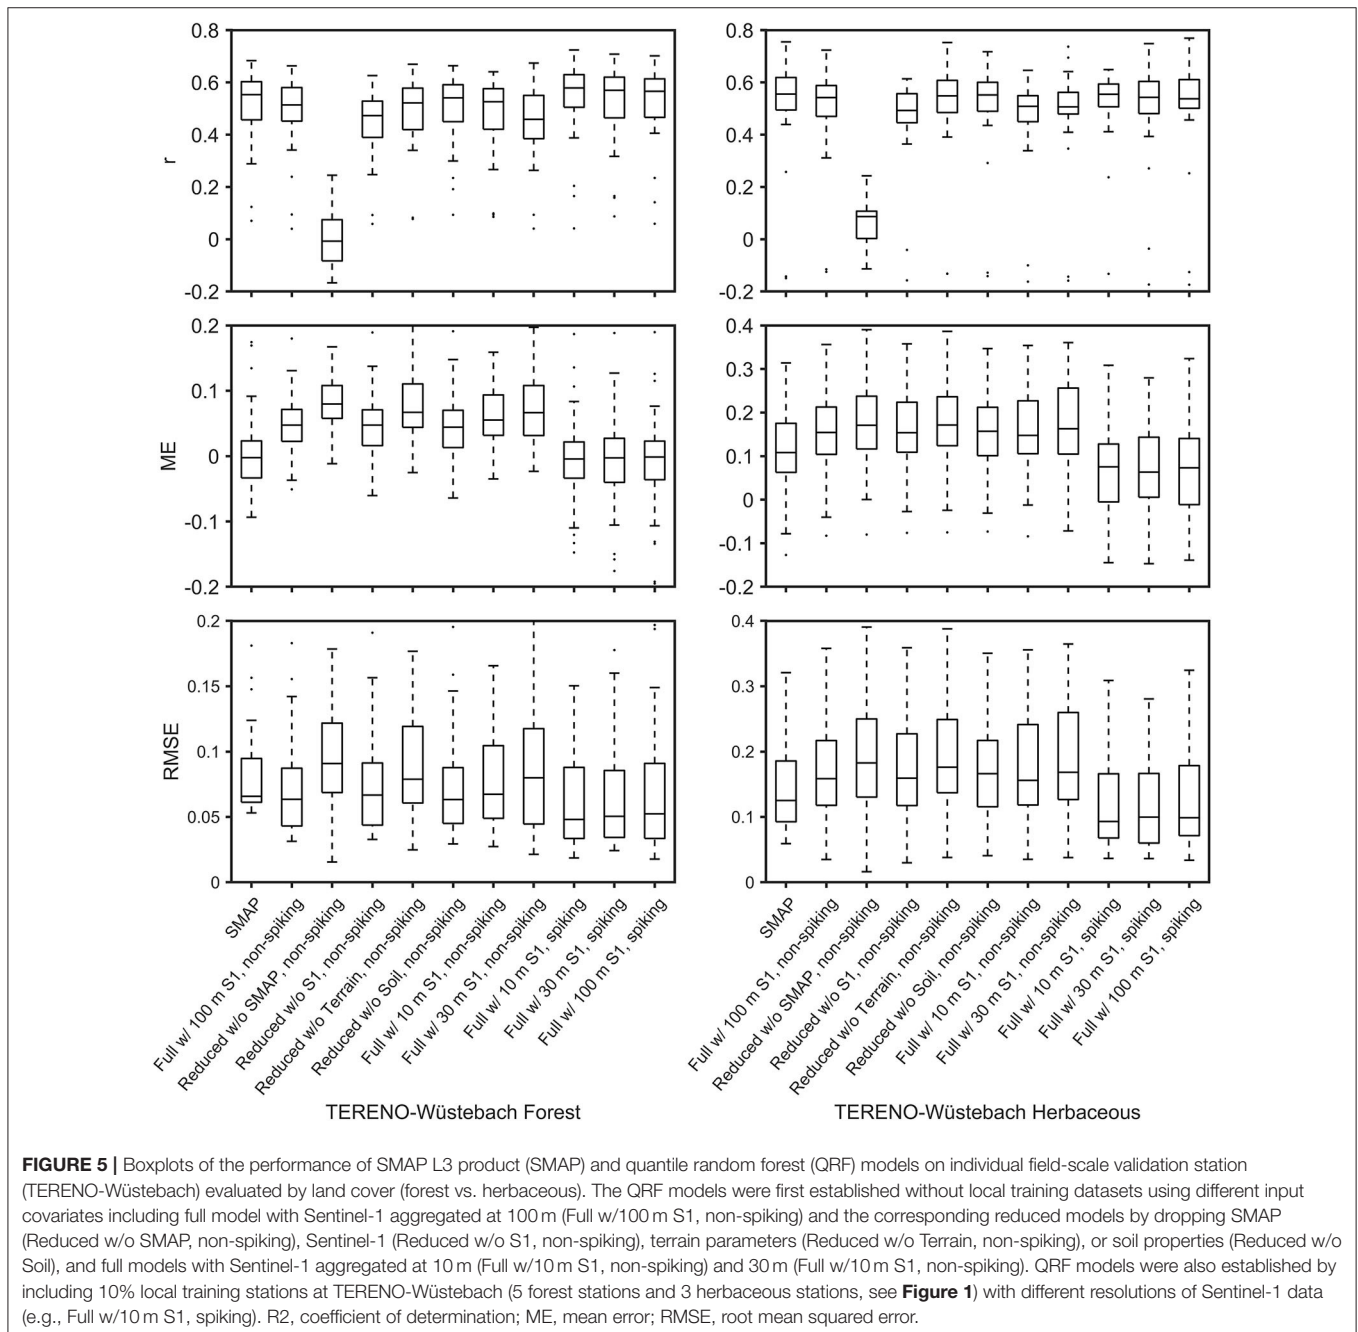 0.8
0.6
0.4
0.2
0
-0.2
r
0.8
0.6
0.4
0.2
0
-0.2
0.2
0.1
0
-0.1
-0.2
ME
0.4
0.3
0.2
0.1
0
-0.1
-0.2
0.2
0.15
0.1
0.05
0
RMSE
0.4
0.3
0.2
0.1
0
SMAP
Full w/ 100 m S1, non-spiking
Reduced w/o SMAP, non-spiking
Reduced w/o S1, non-spiking
Reduced w/o Terrain, non-spiking
Reduced w/o Soil, non-spiking
Full w/ 10 m S1, non-spiking
Full w/ 30 m S1, non-spiking
Full w/ 10 m S1, spiking
Full w/ 30 m S1, spiking
Full w/ 100 m S1, spiking
TERENO-Wüstebach Forest
SMAP
Full w/ 100 m S1, non-spiking
Reduced w/o SMAP, non-spiking
Reduced w/o S1, non-spiking
Reduced w/o Terrain, non-spiking
Reduced w/o Soil, non-spiking
Full w/ 10 m S1, non-spiking
Full w/ 30 m S1, non-spiking
Full w/ 10 m S1, spiking
Full w/ 30 m S1, spiking
Full w/ 100 m S1, spiking
TERENO-Wüstebach Herbaceous
FIGURE 5 | Boxplots of the performance of SMAP L3 product (SMAP) and quantile random forest (QRF) models on individual field-scale validation station
(TERENO-Wüstebach) evaluated by land cover (forest vs. herbaceous). The QRF models were first established without local training datasets using different input
covariates including full model with Sentinel-1 aggregated at 100 m (Full w/100 m S1, non-spiking) and the corresponding reduced models by dropping SMAP
(Reduced w/o SMAP, non-spiking), Sentinel-1 (Reduced w/o S1, non-spiking), terrain parameters (Reduced w/o Terrain, non-spiking), or soil properties (Reduced w/o
Soil), and full models with Sentinel-1 aggregated at 10 m (Full w/10 m S1, non-spiking) and 30 m (Full w/10 m S1, non-spiking). QRF models were also established by
including 10% local training stations at TERENO-Wüstebach (5 forest stations and 3 herbaceous stations, see Figure 1) with different resolutions of Sentinel-1 data
(e.g., Full w/10 m S1, spiking). R2, coefficient of determination; ME, mean error; RMSE, root mean squared error.